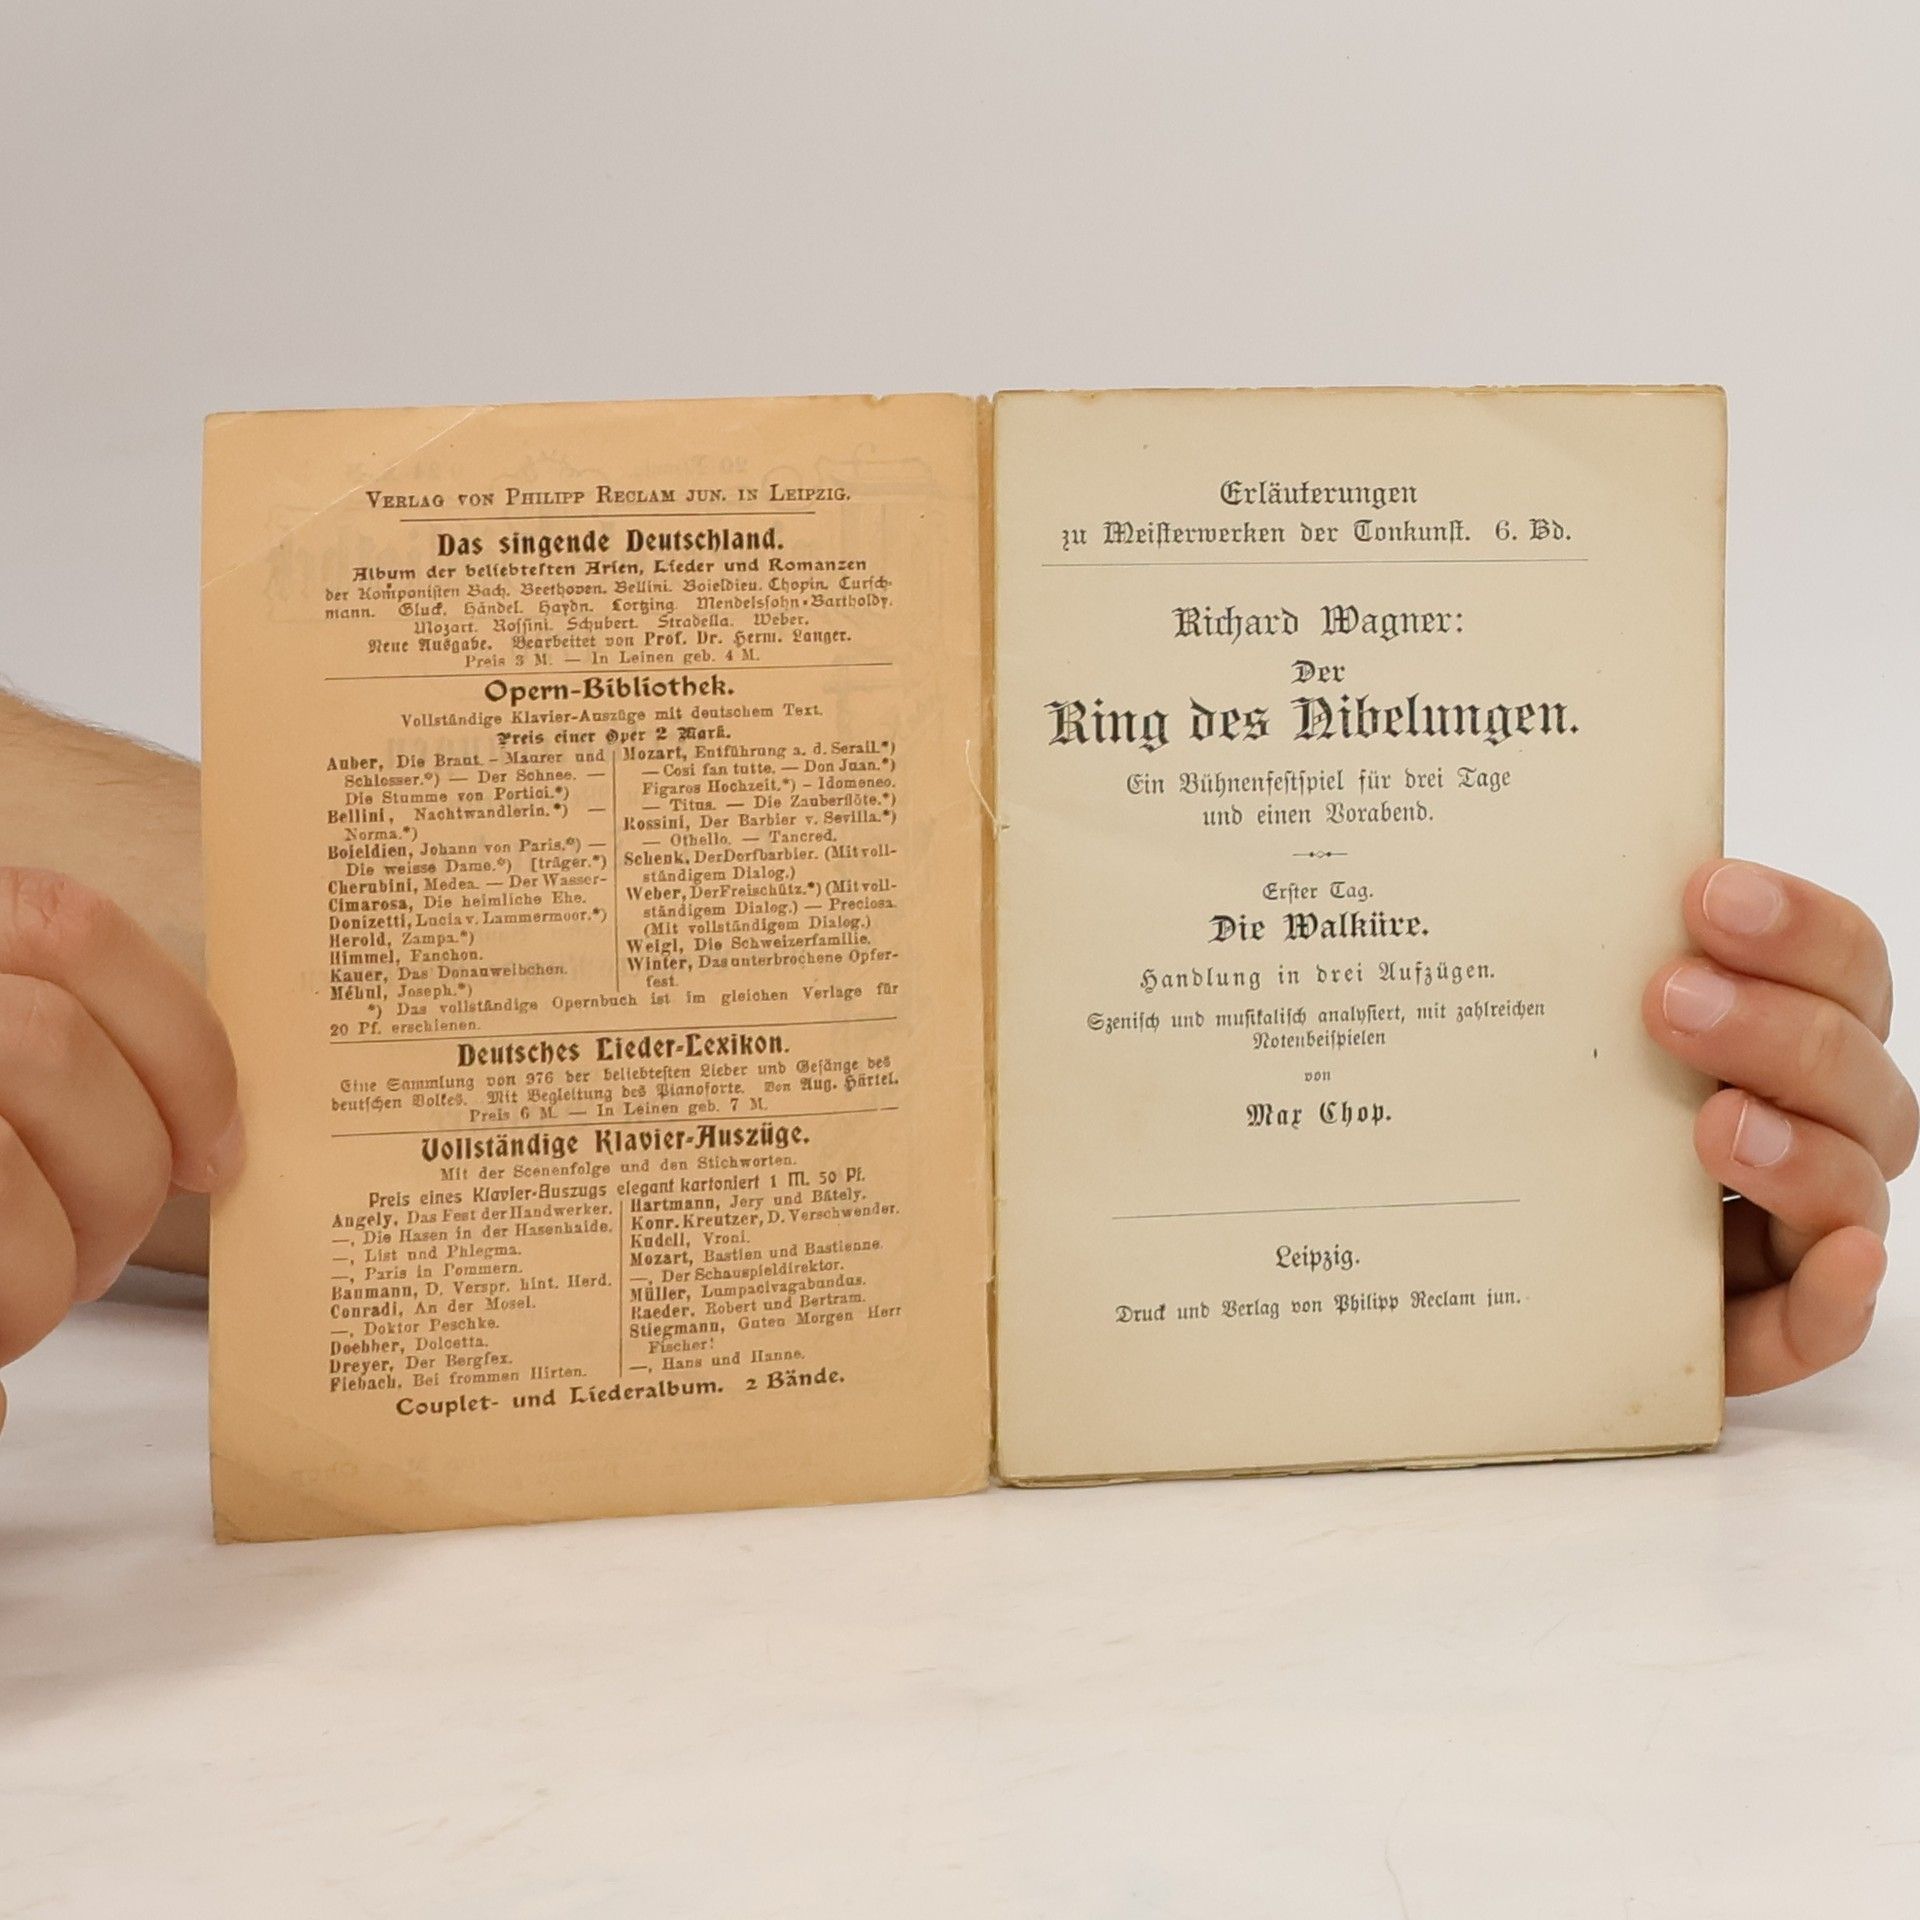 VERLAG VON PHILIPP RECLAM JUN. IN LEIPZIG.
Das singende Deutschland.
Album der beliebtesten Arien, Lieder und Romanzen
der Komponisten Bach. Beethoven. Bellini. Boieldieu. Chopin. Cursch-
mann. Gluck. Händel. Haydn. Lortzing. Mendelssohn-Bartholdy.
Mozart. Rossini. Schubert. Stradella. Weber.
Neue Ausgabe. Bearbeitet von Prof. Dr. Herm. Langer.
Preis 3 M. — In Leinen geb. 4 M.
Opern-Bibliothek.
Vollständige Klavier-Auszüge mit deutschem Text.
Preis einer Oper 2 Mark.
Auber, Die Braut. – Maurer und
Schlosser.*) — Der Schnee. —
Die Stumme von Portici.*)
Bellini, Nachtwandlerin.*) —
Norma.*)
Boieldieu, Johann von Paris.*) —
Die weisse Dame.*) [träger.*)
Cherubini, Medea. — Der Wasser-
Cimarosa, Die heimliche Ehe.
Donizetti, Lucia v. Lammermoor.*)
Herold, Zampa.*)
Himmel, Fanchon.
Kauer, Das Donauweibchen.
Méhul, Joseph.*)
Mozart, Entführung a. d. Serail.*)
— Cosi fan tutte. — Don Juan.*)
Figaros Hochzeit.*) – Idomeneo.
— Titus. — Die Zauberflöte.*)
Rossini, Der Barbier v. Sevilla.*)
— Othello. — Tancred.
Schenk, Der Dorfbarbier. (Mit voll-
ständigem Dialog.)
Weber, Der Freischütz.*) (Mit voll-
ständigem Dialog.) — Preciosa.
(Mit vollständigem Dialog.)
Weigl, Die Schweizerfamilie.
Winter, Das unterbrochene Opfer-
fest.
*) Das vollständige Opernbuch ist im gleichen Verlage für
20 Pf. erschienen.
Deutsches Lieder-Lexikon.
Eine Sammlung von 976 der beliebtesten Lieder und Gesänge des
deutschen Volkes. Mit Begleitung des Pianoforte. Von Aug. Härtel.
Preis 6 M. — In Leinen geb. 7 M.
Vollständige Klavier-Auszüge.
Mit der Scenenfolge und den Stichworten.
Preis eines Klavier-Auszugs elegant kartoniert 1 M. 50 Pf.
Angely, Das Fest der Handwerker.
—, Die Hasen in der Hasenhaide.
—, List und Phlegma.
—, Paris in Pommern.
Baumann, D. Verspr. hint. Herd.
Conradi, An der Mosel.
—, Doktor Peschke.
Doebber, Dolcetta.
Dreyer, Der Bergfex.
Fiebach, Bei frommen Hirten.
Hartmann, Jery und Bätely.
Konr. Kreutzer, D. Verschwender.
Kudell, Vroni.
Mozart, Bastien und Bastienne.
—, Der Schauspieldirektor.
Müller, Lumpacivagabundus.
Raeder, Robert und Bertram.
Stiegmann, Guten Morgen Herr
Fischer!
—, Hans und Hanne.
Couplet- und Liederalbum. 2 Bände.
Erläuterungen
zu Meisterwerken der Tonkunst. 6. Bd.
Richard Wagner:
Der
Ring des Nibelungen.
Ein Bühnenfestspiel für drei Tage
und einen Vorabend.
Erster Tag.
Die Walküre.
Handlung in drei Aufzügen.
Szenisch und musikalisch analysiert, mit zahlreichen
Notenbeispielen
von
Max Chop.
Leipzig.
Druck und Verlag von Philipp Reclam jun.